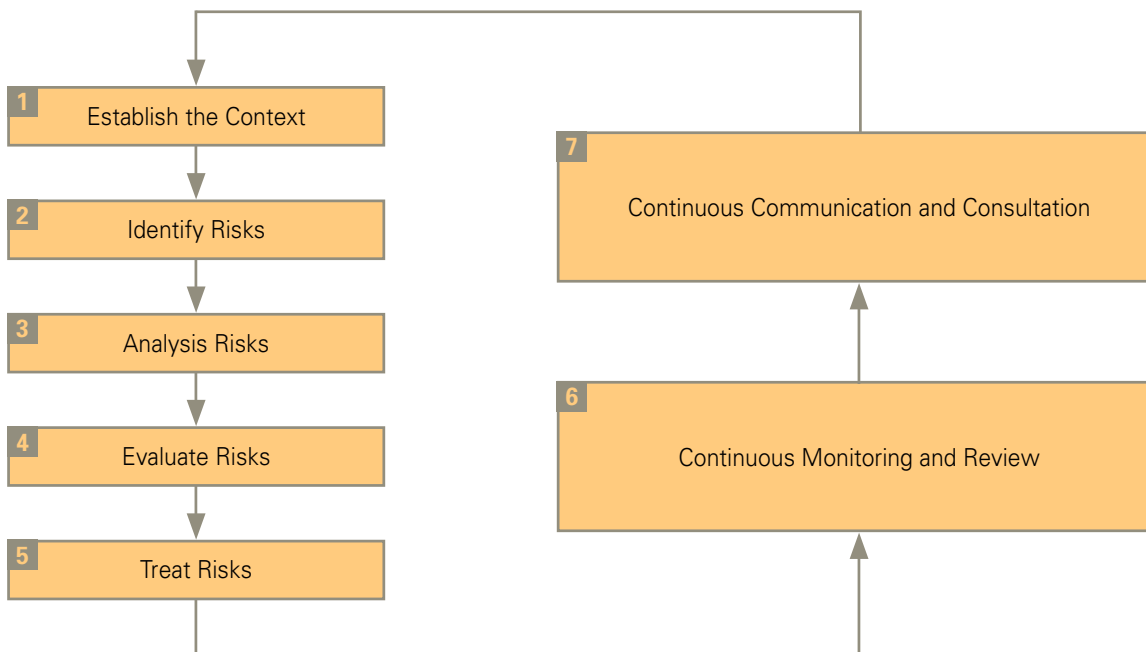 1
Establish the Context
2
Identify Risks
3
Analysis Risks
4
Evaluate Risks
5
Treat Risks
6
Continuous Monitoring and Review
7
Continuous Communication and Consultation